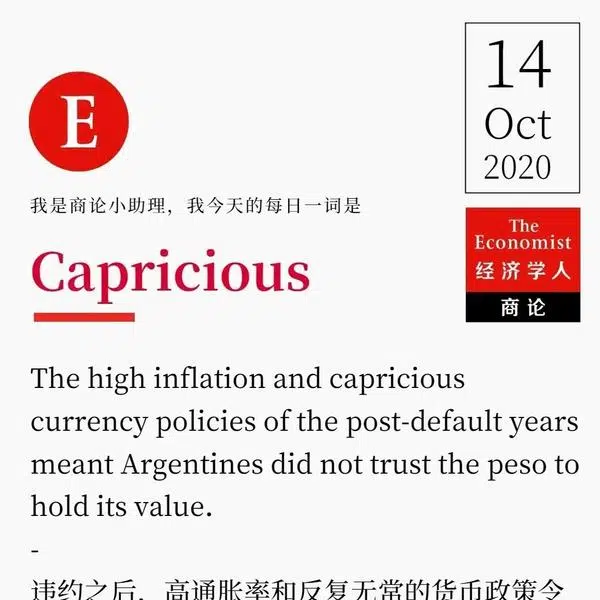 14
Oct
2020
E
我是商论小助理，我今天的每日一词是
The
Economist
经济学人
商论
Capricious
The high inflation and capricious
currency policies of the post-default years
meant Argentines did not trust the peso to
hold its value.
-
违约之后，高通胀率和反复无常的货币政策令